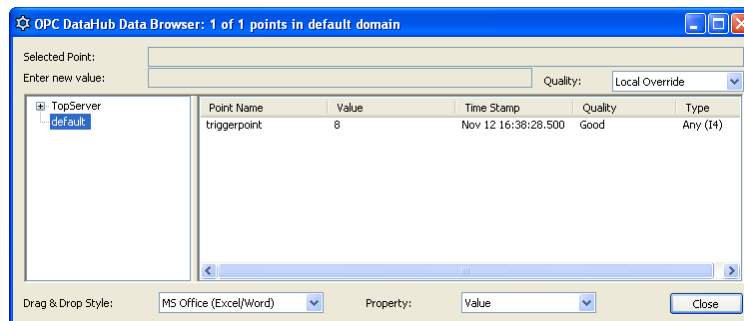 OPC DataHub Data Browser: 1 of 1 points in default domain
Selected Point:
Enter new value: Quality: Local Override
TopServer
default
Point Name Value Time Stamp Quality Type
triggerpoint 8 Nov 12 16:38:28.500 Good Any (I4)
Drag & Drop Style: MS Office (Excel/Word) Property: Value Close